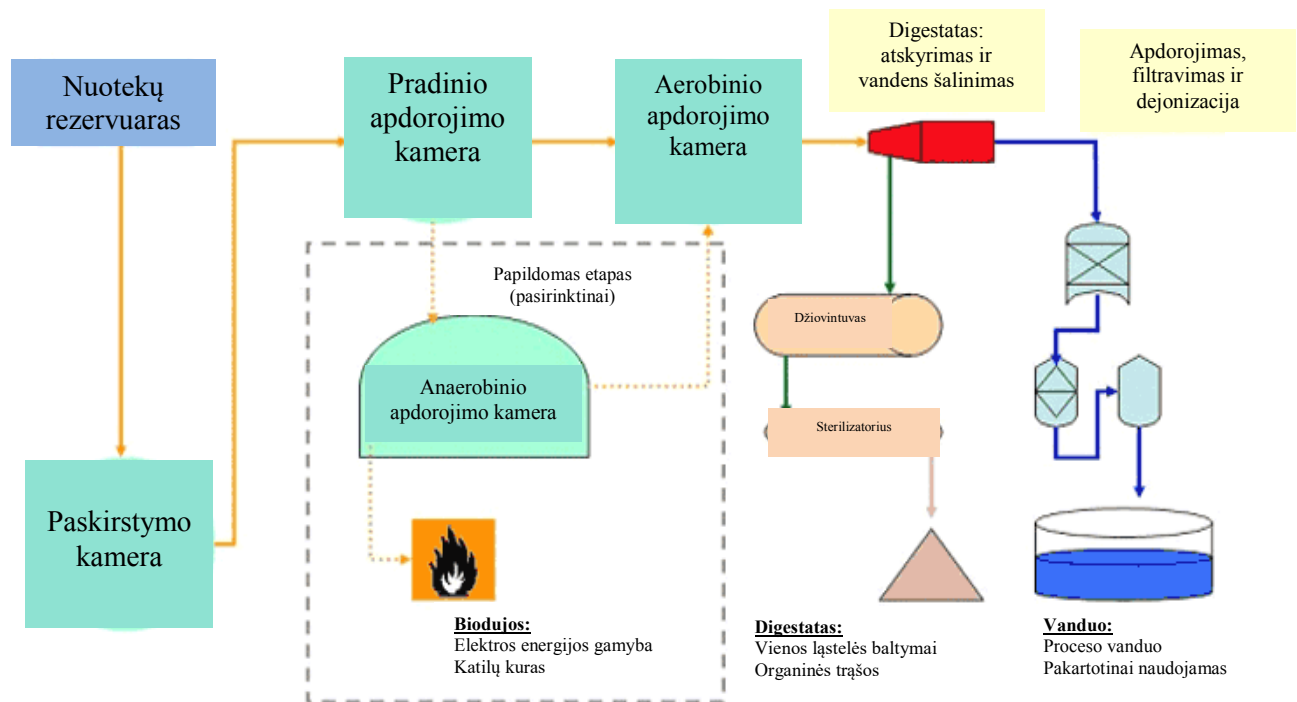 Nuotekų
rezervuaras
Pradinio
apdorojimo
kamera
Aerobinio
apdorojimo
kamera
Digestatas:
atskyrimas ir
vandens šalinimas
Apdorojimas,
filtravimas ir
dejonizacija
Papildomas etapas
(pasirinktinai)
Džiovintuvas
Anaerobinio
apdorojimo kamera
Sterilizatorius
Paskirstymo
kamera
Biodujos:
Elektros energijos gamyba
Katilų kuras
Digestatas:
Vienos ląstelės baltymai
Organinės trąšos
Vanduo:
Proceso vanduo
Pakartotinai naudojamas